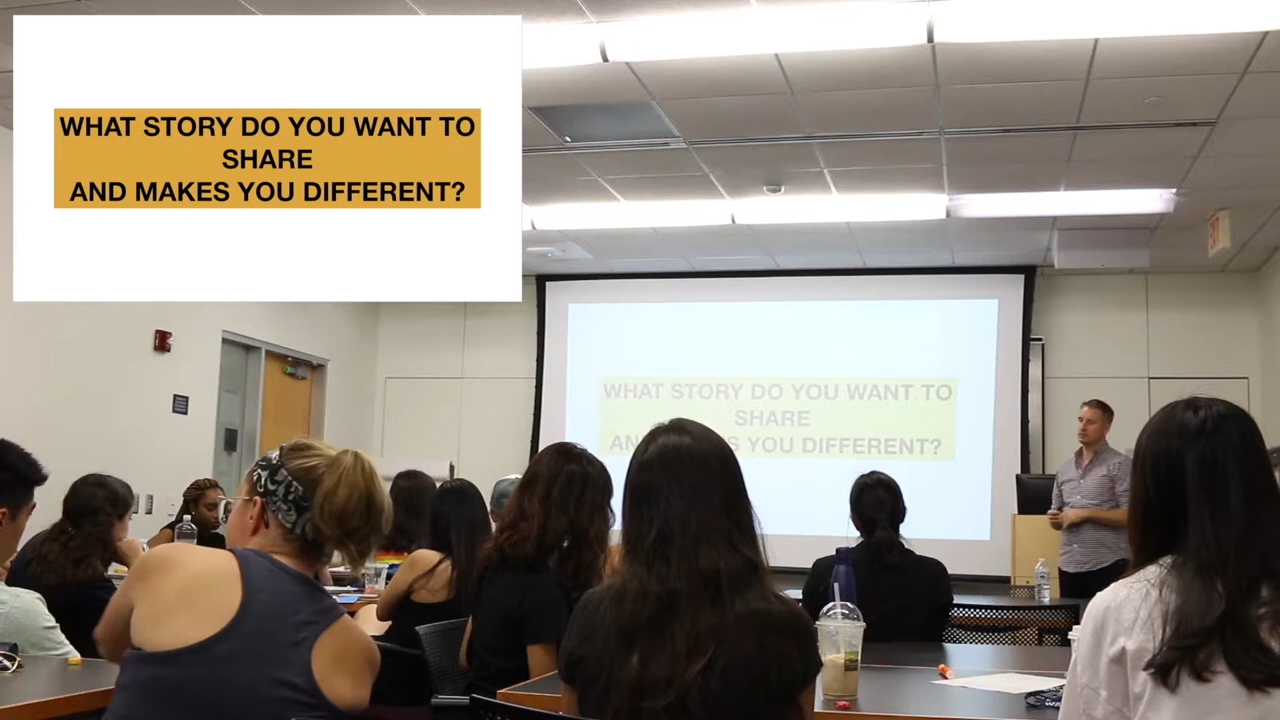 WHAT STORY DO YOU WANT TO
SHARE
AND MAKES YOU DIFFERENT?
WHAT STORY DO YOU WANT TO
SHARE
YOU DIFFERENT?